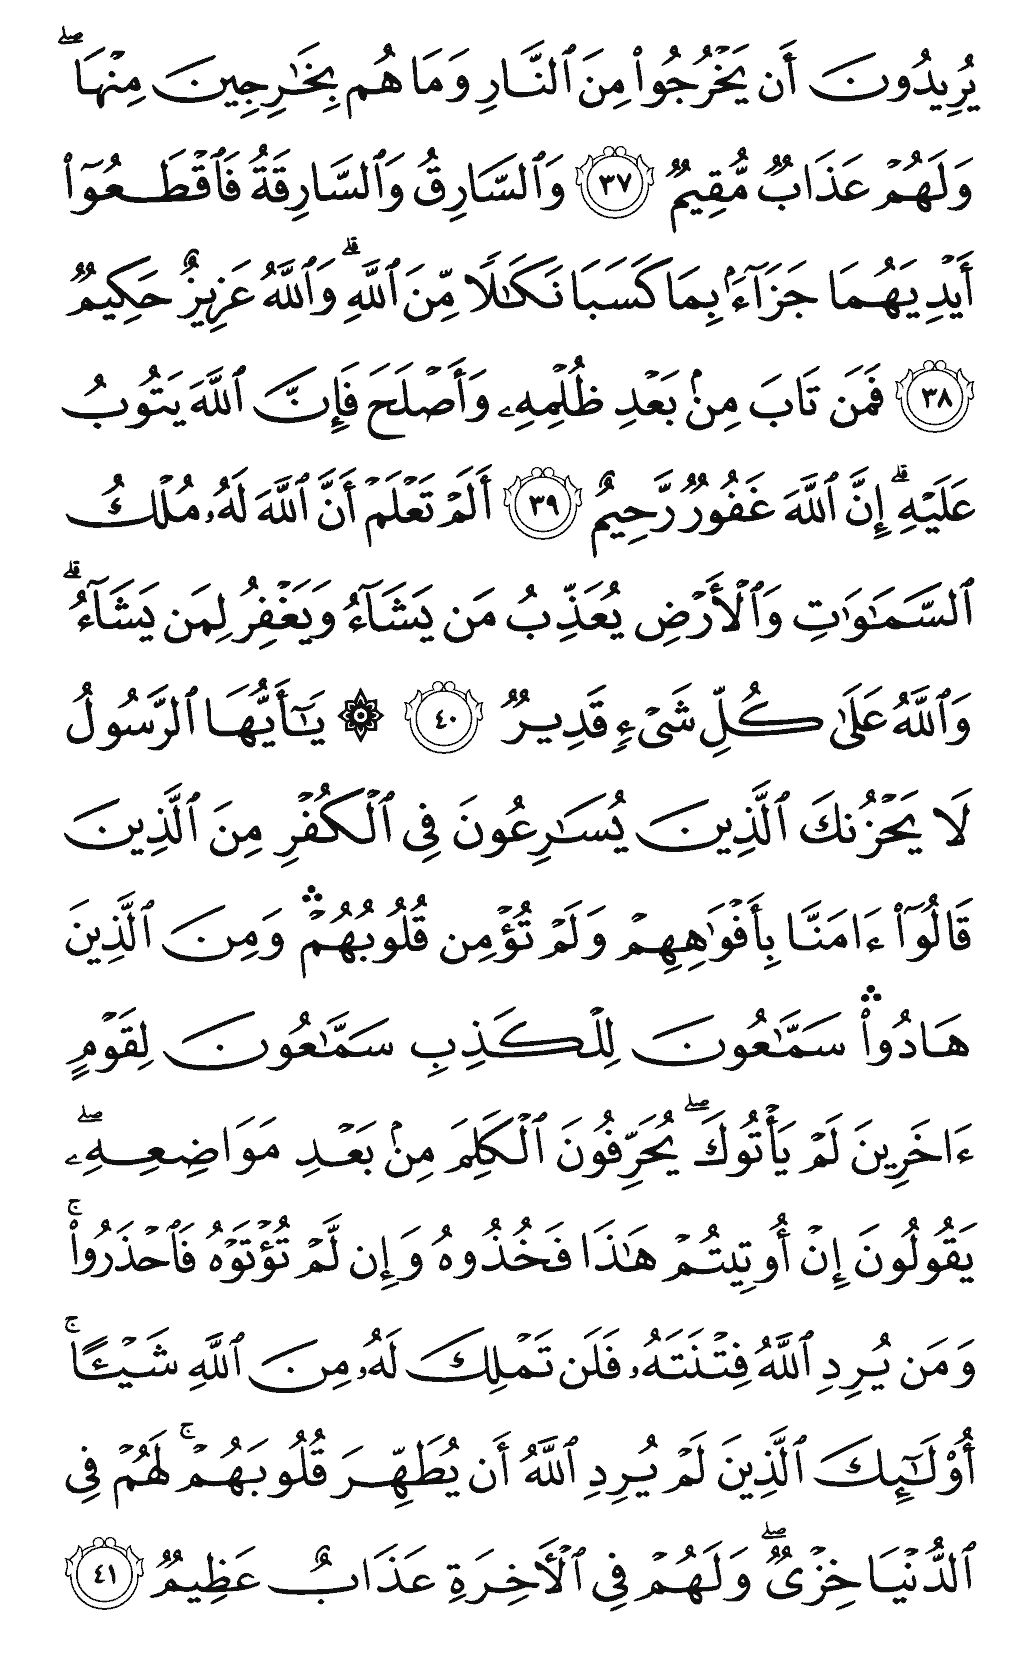 يُرِيدُونَ أَن يَخْرُجُوا۟ مِنَ ٱلنَّارِ وَمَا هُم بِخَـٰرِجِينَ مِنْهَا ۖ
وَلَهُمْ عَذَابٌ مُّقِيمٌ ٣٧ وَٱلسَّارِقُ وَٱلسَّارِقَةُ فَٱقْطَعُوٓا۟
أَيْدِيَهُمَا جَزَآءًۢ بِمَا كَسَبَا نَكَـٰلًا مِّنَ ٱللَّهِ ۗ وَٱللَّهُ عَزِيزٌ حَكِيمٌ
٣٨ فَمَن تَابَ مِنۢ بَعْدِ ظُلْمِهِۦ وَأَصْلَحَ فَإِنَّ ٱللَّهَ يَتُوبُ
عَلَيْهِ ۗ إِنَّ ٱللَّهَ غَفُورٌ رَّحِيمٌ ٣٩ أَلَمْ تَعْلَمْ أَنَّ ٱللَّهَ لَهُۥ مُلْكُ
ٱلسَّمَـٰوَٰتِ وَٱلْأَرْضِ يُعَذِّبُ مَن يَشَآءُ وَيَغْفِرُ لِمَن يَشَآءُ ۗ
وَٱللَّهُ عَلَىٰ كُلِّ شَىْءٍ قَدِيرٌ ٤٠ ۞ يَـٰٓأَيُّهَا ٱلرَّسُولُ
لَا يَحْزُنكَ ٱلَّذِينَ يُسَـٰرِعُونَ فِى ٱلْكُفْرِ مِنَ ٱلَّذِينَ
قَالُوٓا۟ ءَامَنَّا بِأَفْوَٰهِهِمْ وَلَمْ تُؤْمِن قُلُوبُهُمْ ۛ وَمِنَ ٱلَّذِينَ
هَادُوا۟ ۛ سَمَّـٰعُونَ لِلْكَذِبِ سَمَّـٰعُونَ لِقَوْمٍ
ءَاخَرِينَ لَمْ يَأْتُوكَ ۖ يُحَرِّفُونَ ٱلْكَلِمَ مِنۢ بَعْدِ مَوَاضِعِهِۦ ۖ
يَقُولُونَ إِنْ أُوتِيتُمْ هَـٰذَا فَخُذُوهُ وَإِن لَّمْ تُؤْتَوْهُ فَٱحْذَرُوا۟ ۚ
وَمَن يُرِدِ ٱللَّهُ فِتْنَتَهُۥ فَلَن تَمْلِكَ لَهُۥ مِنَ ٱللَّهِ شَيْـًٔا ۚ
أُو۟لَـٰٓئِكَ ٱلَّذِينَ لَمْ يُرِدِ ٱللَّهُ أَن يُطَهِّرَ قُلُوبَهُمْ ۚ لَهُمْ فِى
ٱلدُّنْيَا خِزْىٌ ۖ وَلَهُمْ فِى ٱلْـَٔاخِرَةِ عَذَابٌ عَظِيمٌ ٤١